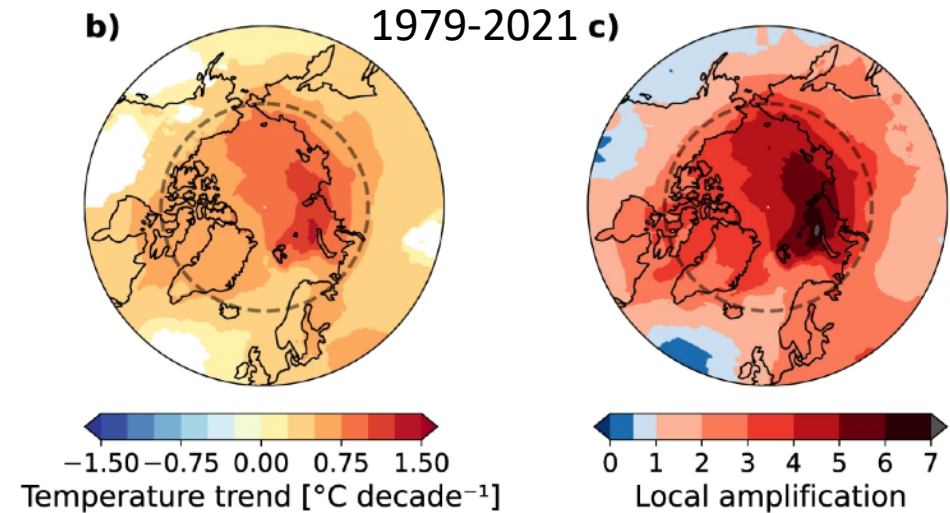 b) 1979-2021 c)
−1.50 −0.75 0.00 0.75 1.50
Temperature trend [°C decade⁻¹]
0 1 2 3 4 5 6 7
Local amplification